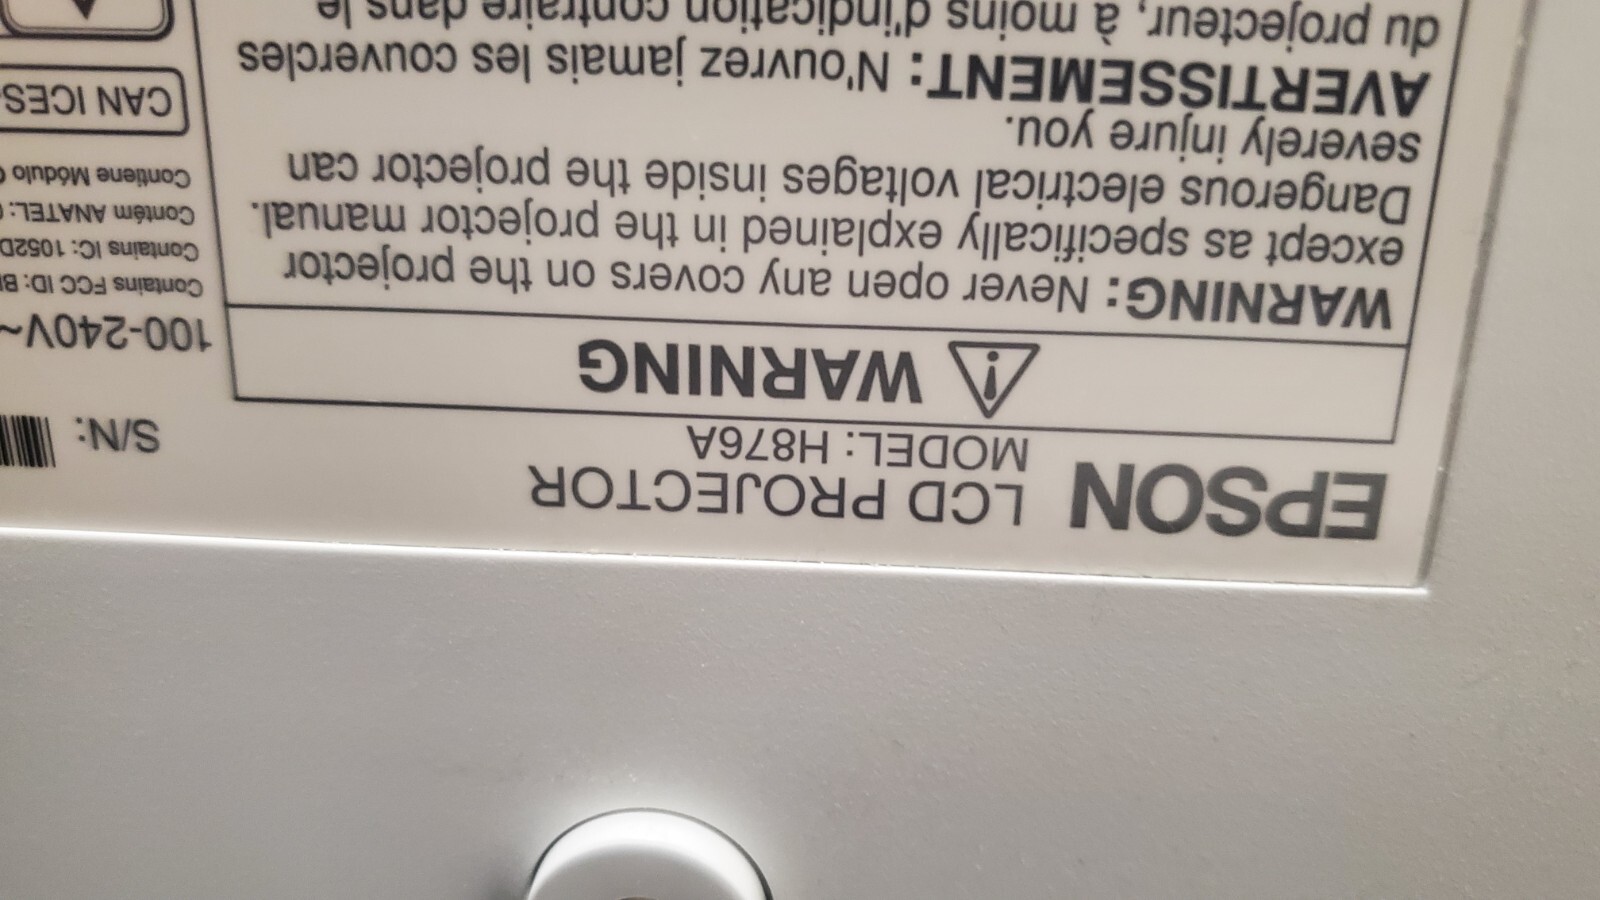 EPSON
LCD PROJECTOR
MODEL: H876A
S/N:
WARNING
WARNING: Never open any covers on the projector
except as specifically explained in the projector manual.
Dangerous electrical voltages inside the projector can
severely injure you.
AVERTISSEMENT: N'ouvrez jamais les couvercles
du projecteur, à moins d'indication contraire dans le
100-240V~
Contains FCC ID:
Contains IC: 1052D
Contém ANATEL:
Contiene Módulo
CAN ICES-